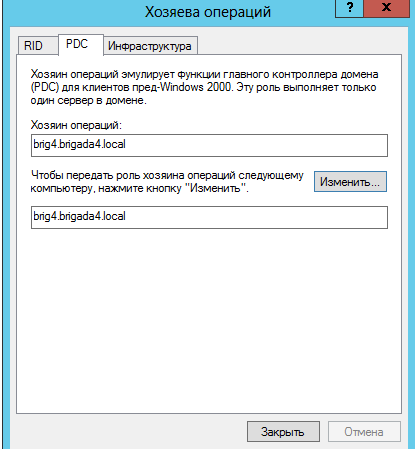 Хозяева операций
? x
RID PDC Инфраструктура
Хозяин операций эмулирует функции главного контроллера домена
(PDC) для клиентов пред-Windows 2000. Эту роль выполняет только
один сервер в домене.
Хозяин операций:
brig4.brigada4.local
Чтобы передать роль хозяина операций следующему
компьютеру, нажмите кнопку "Изменить".
Изменить...
brig4.brigada4.local
Закрыть Отмена